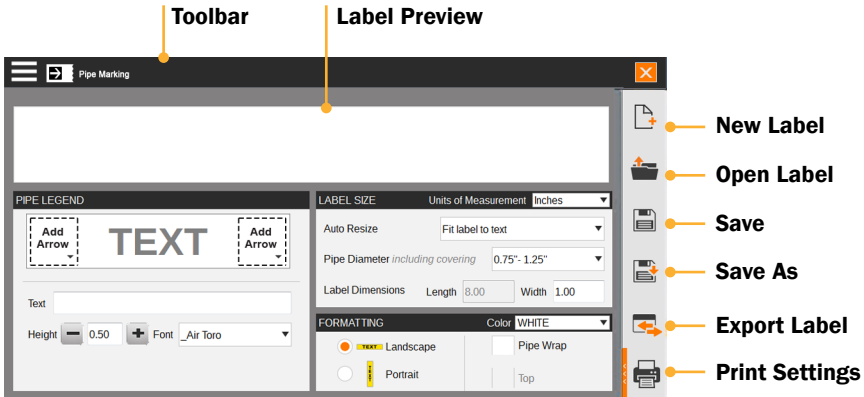 Toolbar
Label Preview
Pipe Marking
New Label
Open Label
PIPE LEGEND
LABEL SIZE Units of Measurement Inches
Add Arrow
TEXT
Add Arrow
Auto Resize Fit label to text
Save
Pipe Diameter including covering 0.75"- 1.25"
Save As
Label Dimensions Length 8.00 Width 1.00
Text
Height 0.50 Font _Air Toro
FORMATTING Color WHITE
Export Label
TEXT Landscape Pipe Wrap
TEXT Portrait Top
Print Settings